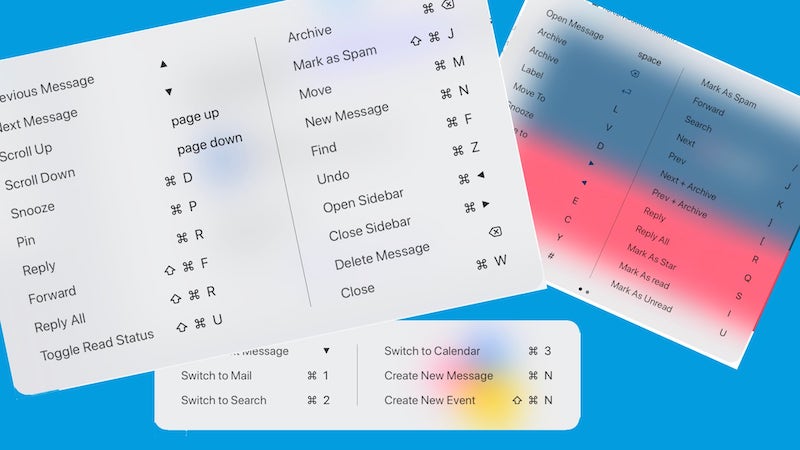 evious Message ▲
ext Message ▼
Scroll Up page up
Scroll Down page down
Snooze ⌘ D
Pin ⌘ P
Reply ⌘ R
Forward ⇧ ⌘ F
Reply All ⇧ ⌘ R
Toggle Read Status ⇧ ⌘ U
Archive ⌘ ⌫
Mark as Spam ⇧ ⌘ J
Move ⌘ M
New Message ⌘ N
Find ⌘ F
Undo ⌘ Z
Open Sidebar ⌘ ◀
Close Sidebar ⌘ ▶
Delete Message ⌫
Close ⌘ W
Open Message space
Archive ⌫
Archive ↵
Label L
Move To V
nooze D
to ▶
◀
E
C
Y
#
Mark As Spam
Forward
Search /
Next J
Prev K
Next + Archive ]
Prev + Archive [
Reply R
Reply All Q
Mark As Star S
Mark As read I
Mark As Unread U
Message ▼
Switch to Mail ⌘ 1
Switch to Search ⌘ 2
Switch to Calendar ⌘ 3
Create New Message ⌘ N
Create New Event ⇧ ⌘ N